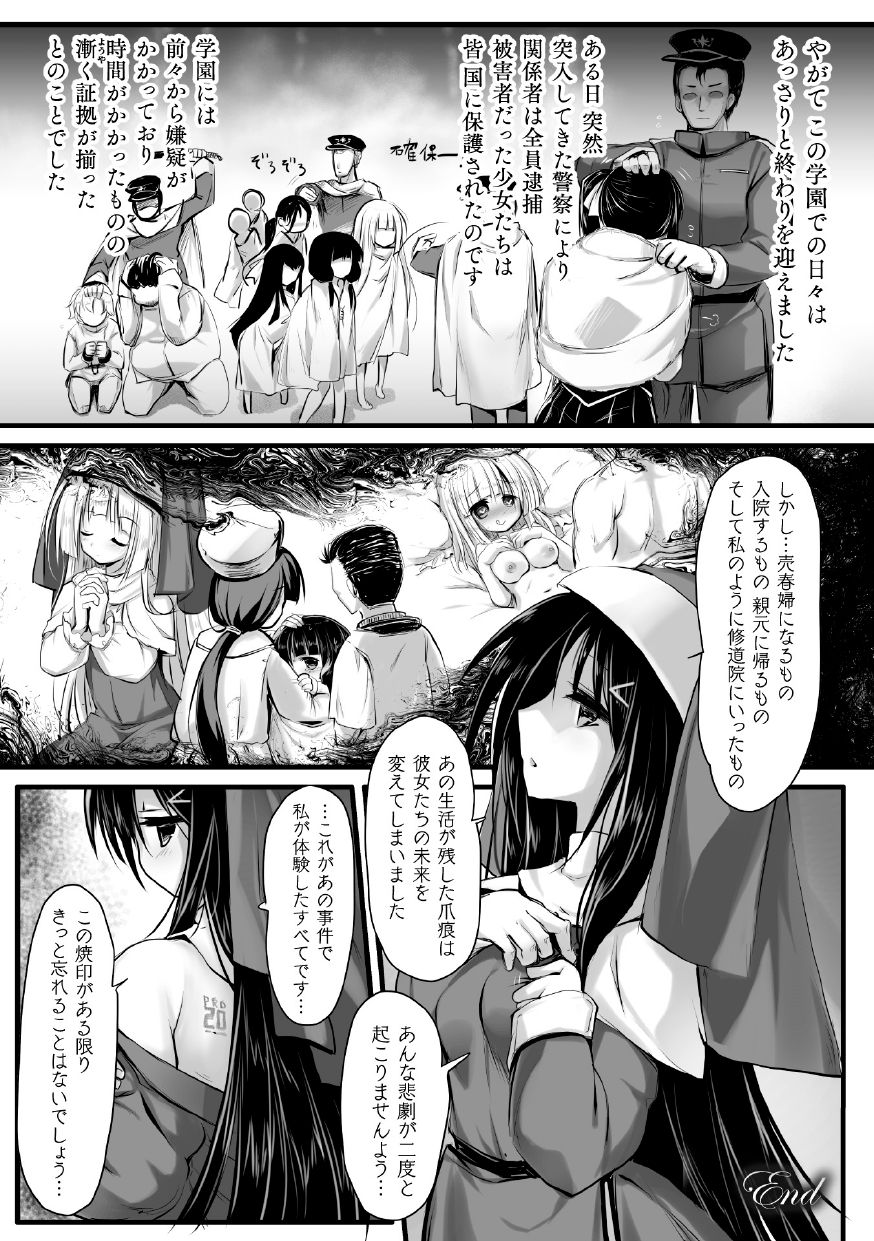 やがて この学園での日々は
あっさりと終わりを迎えました
ある日 突然
突入してきた警察により
関係者は全員逮捕
被害者だった少女たちは
皆国に保護されたのです
確保ー
ぞろぞろ
学園には
前々から嫌疑が
かかっており
時間がかかったものの
漸く証拠が揃った
ようや
とのことでした
しかし…売春婦になるもの
入院するもの 親元に帰るもの
そして私のように修道院にいったもの
あの生活が残した爪痕は
彼女たちの未来を
変えてしまいました
あんな悲劇が二度と
起こりませんよう…
…これがあの事件で
私が体験したすべてです…
この焼印がある限り
きっと忘れることはないでしょう…
PRD
20
End